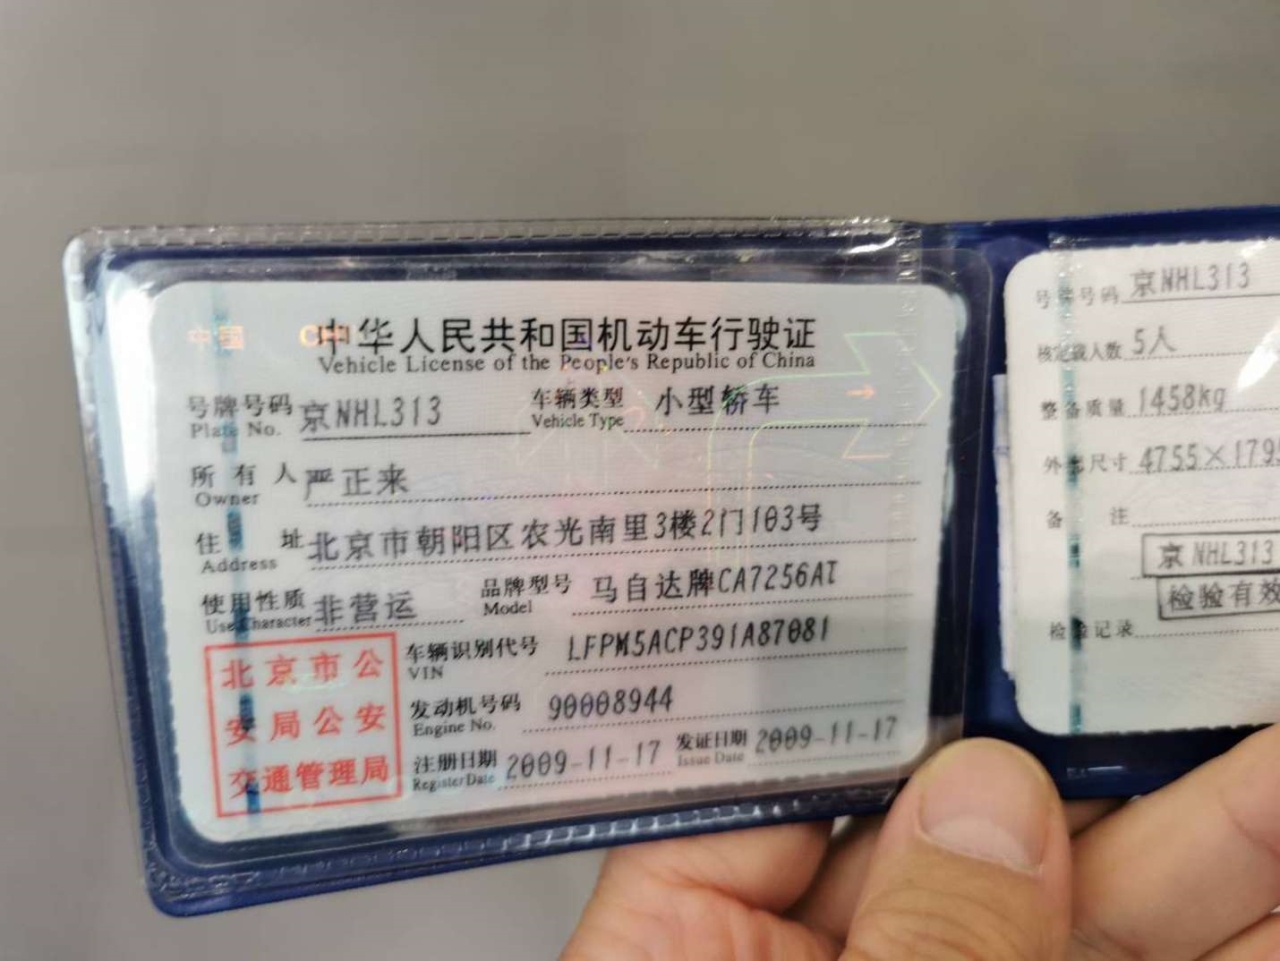 中国
中华人民共和国机动车行驶证
Vehicle License of the People's Republic of China
号牌号码 京NHL313 车辆类型 小型轿车
Plate No. Vehicle Type
所有人 严正来
Owner
住址 北京市朝阳区农光南里3楼2门103号
Address
使用性质 非营运 品牌型号 马自达牌CA7256AT
Use Character Model
车辆识别代号 LFPM5ACP391A87081
VIN
发动机号码 90008944
Engine No.
注册日期 2009-11-17 发证日期 2009-11-17
Register Date Issue Date
北京市公
安局公安
交通管理局
号牌号码 京NHL313
核定载人数 5人
整备质量 1458kg
外廓尺寸 4755×179
备注
京NHL313
检验有效
检验记录